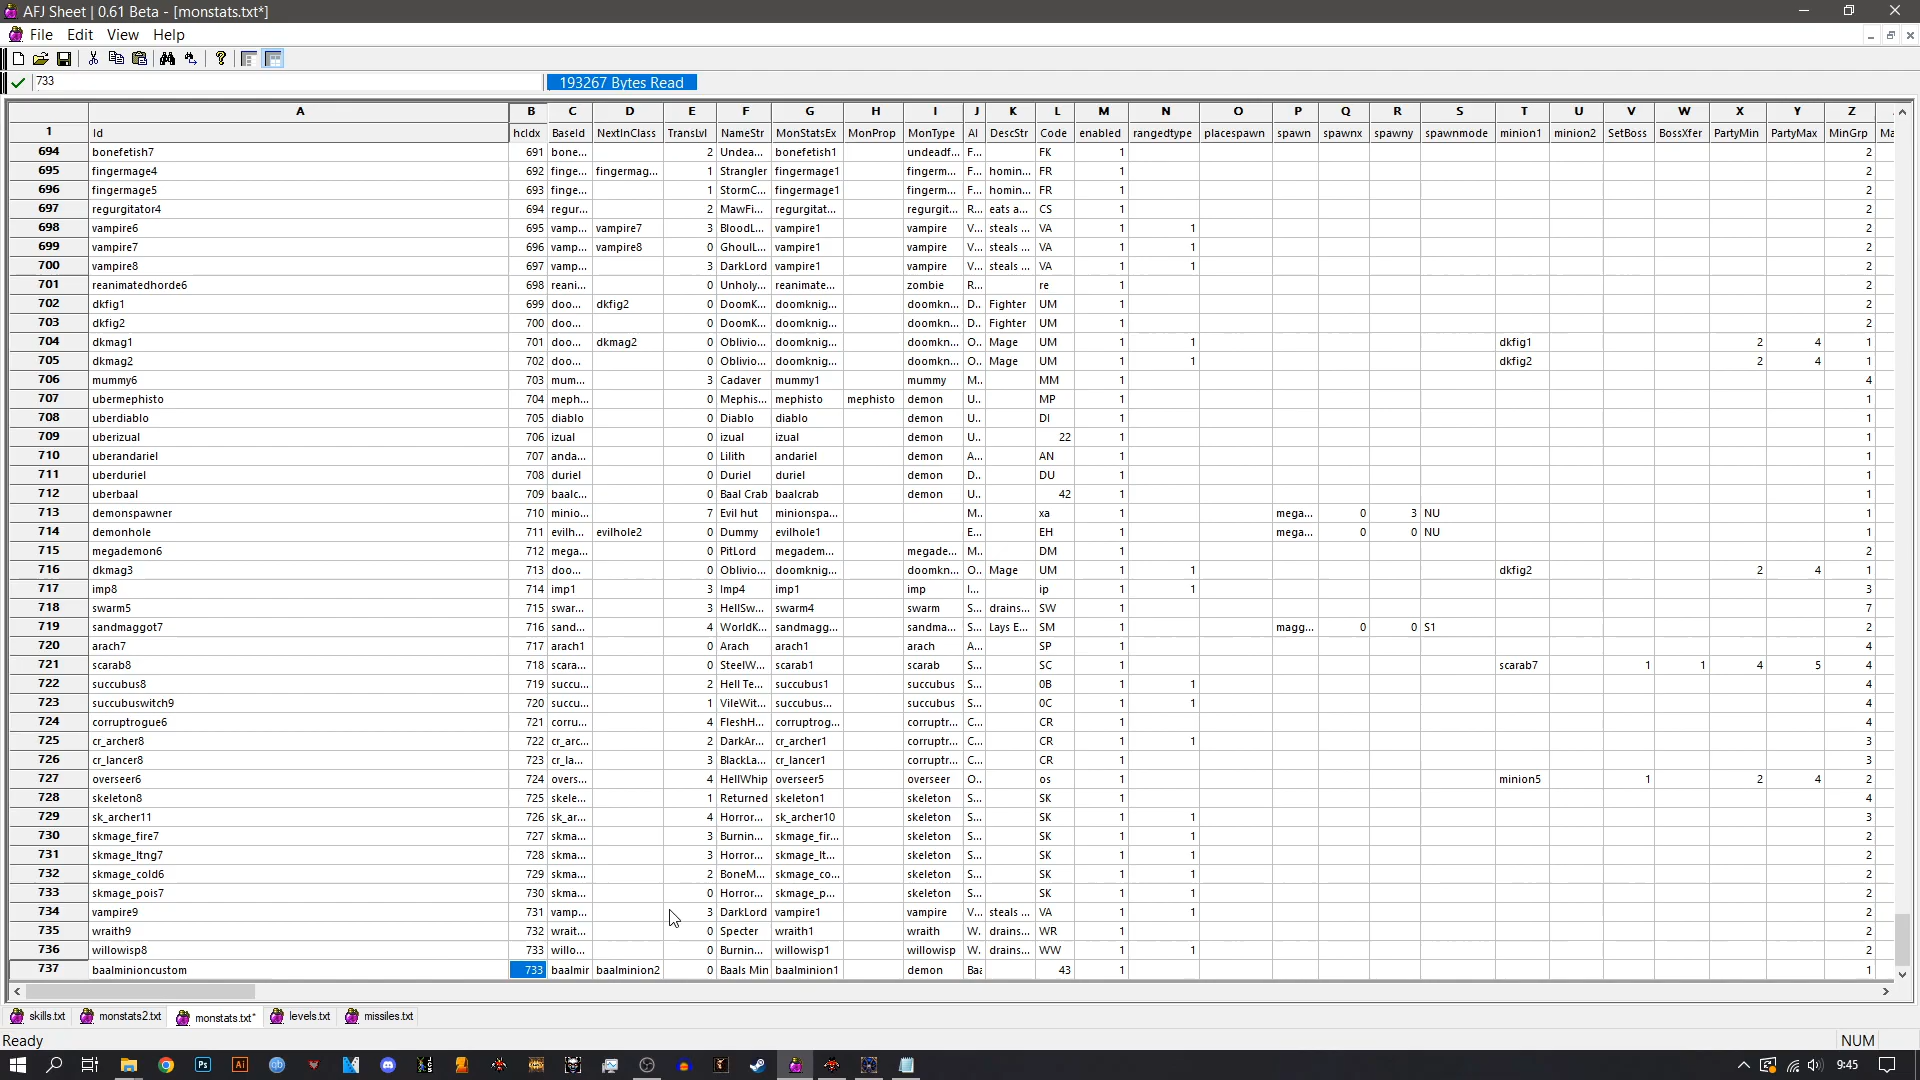 AFJ Sheet | 0.61 Beta - [monstats.txt*]
File Edit View Help
733 193267 Bytes Read
A B C D E F G H I J K L M N O P Q R S T U V W X Y Z
1 Id hcIdx BaseId NextInClass TransLvl NameStr MonStatsEx MonProp MonType AI DescStr Code enabled rangedtype placespawn spawn spawnx spawny spawnmode minion1 minion2 SetBoss BossXfer PartyMin PartyMax MinGrp Ma
694 bonefetish7 691 bone... 2 Undea... bonefetish1 undeadf... F... FK 1 2
695 fingermage4 692 finge... fingermag... 1 Strangler fingermage1 fingerm... F... homin... FR 1 2
696 fingermage5 693 finge... 1 StormC... fingermage1 fingerm... F... homin... FR 1 2
697 regurgitator4 694 regur... 2 MawFi... regurgitat... regurgit... R... eats a... CS 1 2
698 vampire6 695 vamp... vampire7 3 BloodL... vampire1 vampire V... steals ... VA 1 1 2
699 vampire7 696 vamp... vampire8 0 GhoulL... vampire1 vampire V... steals ... VA 1 1 2
700 vampire8 697 vamp... 3 DarkLord vampire1 vampire V... steals ... VA 1 1 2
701 reanimatedhorde6 698 reani... 0 Unholy... reanimate... zombie R... re 1 2
702 dkfig1 699 doo... dkfig2 0 DoomK... doomknig... doomkn... D.. Fighter UM 1 2
703 dkfig2 700 doo... 0 DoomK... doomknig... doomkn... D.. Fighter UM 1 2
704 dkmag1 701 doo... dkmag2 0 Oblivio... doomknig... doomkn... O.. Mage UM 1 1 dkfig1 2 4 1
705 dkmag2 702 doo... 0 Oblivio... doomknig... doomkn... O.. Mage UM 1 1 dkfig2 2 4 1
706 mummy6 703 mum... 3 Cadaver mummy1 mummy M.. MM 1 4
707 ubermephisto 704 meph... 0 Mephis... mephisto mephisto demon U.. MP 1 1
708 uberdiablo 705 diablo 0 Diablo diablo demon U.. DI 1 1
709 uberizual 706 izual 0 izual izual demon U.. 22 1 1
710 uberandariel 707 anda... 0 Lilith andariel demon A... AN 1 1
711 uberduriel 708 duriel 0 Duriel duriel demon D.. DU 1 1
712 uberbaal 709 baalc... 0 Baal Crab baalcrab demon U.. 42 1 1
713 demonspawner 710 minio... 7 Evil hut minionspa... M.. xa 1 mega... 0 3 NU 1
714 demonhole 711 evilh... evilhole2 0 Dummy evilhole1 E... EH 1 mega... 0 0 NU 1
715 megademon6 712 mega... 0 PitLord megadem... megade... M.. DM 1 2
716 dkmag3 713 doo... 0 Oblivio... doomknig... doomkn... O.. Mage UM 1 1 dkfig2 2 4 1
717 imp8 714 imp1 3 Imp4 imp1 imp I... ip 1 1 3
718 swarm5 715 swar... 3 HellSw... swarm4 swarm S... drains... SW 1 7
719 sandmaggot7 716 sand... 4 WorldK... sandmagg... sandma... S... Lays E... SM 1 magg... 0 0 S1 2
720 arach7 717 arach1 0 Arach arach1 arach A... SP 1 4
721 scarab8 718 scara... 0 SteelW... scarab1 scarab S... SC 1 scarab7 1 1 4 5 4
722 succubus8 719 succu... 2 Hell Te... succubus1 succubus S... 0B 1 1 4
723 succubuswitch9 720 succu... 1 VileWit... succubus... succubus S... 0C 1 1 4
724 corruptrogue6 721 corru... 4 FleshH... corruptrog... corruptr... C... CR 1 4
725 cr_archer8 722 cr_arc... 2 DarkAr... cr_archer1 corruptr... C... CR 1 1 3
726 cr_lancer8 723 cr_la... 3 BlackLa... cr_lancer1 corruptr... C... CR 1 3
727 overseer6 724 overs... 4 HellWhip overseer5 overseer O.. os 1 minion5 1 2 4 2
728 skeleton8 725 skele... 1 Returned skeleton1 skeleton S... SK 1 4
729 sk_archer11 726 sk_ar... 4 Horror... sk_archer10 skeleton S... SK 1 1 3
730 skmage_fire7 727 skma... 3 Burnin... skmage_fir... skeleton S... SK 1 1 2
731 skmage_ltng7 728 skma... 3 Horror... skmage_lt... skeleton S... SK 1 1 2
732 skmage_cold6 729 skma... 2 BoneM... skmage_co... skeleton S... SK 1 1 2
733 skmage_pois7 730 skma... 0 Horror... skmage_p... skeleton S... SK 1 1 2
734 vampire9 731 vamp... 3 DarkLord vampire1 vampire V... steals ... VA 1 1 2
735 wraith9 732 wrait... 0 Specter wraith1 wraith W. drains... WR 1 2
736 willowisp8 733 willo... 0 Burnin... willowisp1 willowisp W. drains... WW 1 1 2
737 baalminioncustom 733 baalmir baalminion2 0 Baals Min baalminion1 demon Baa 43 1 1
skills.txt monstats2.txt monstats.txt* levels.txt missiles.txt
Ready NUM
9:45